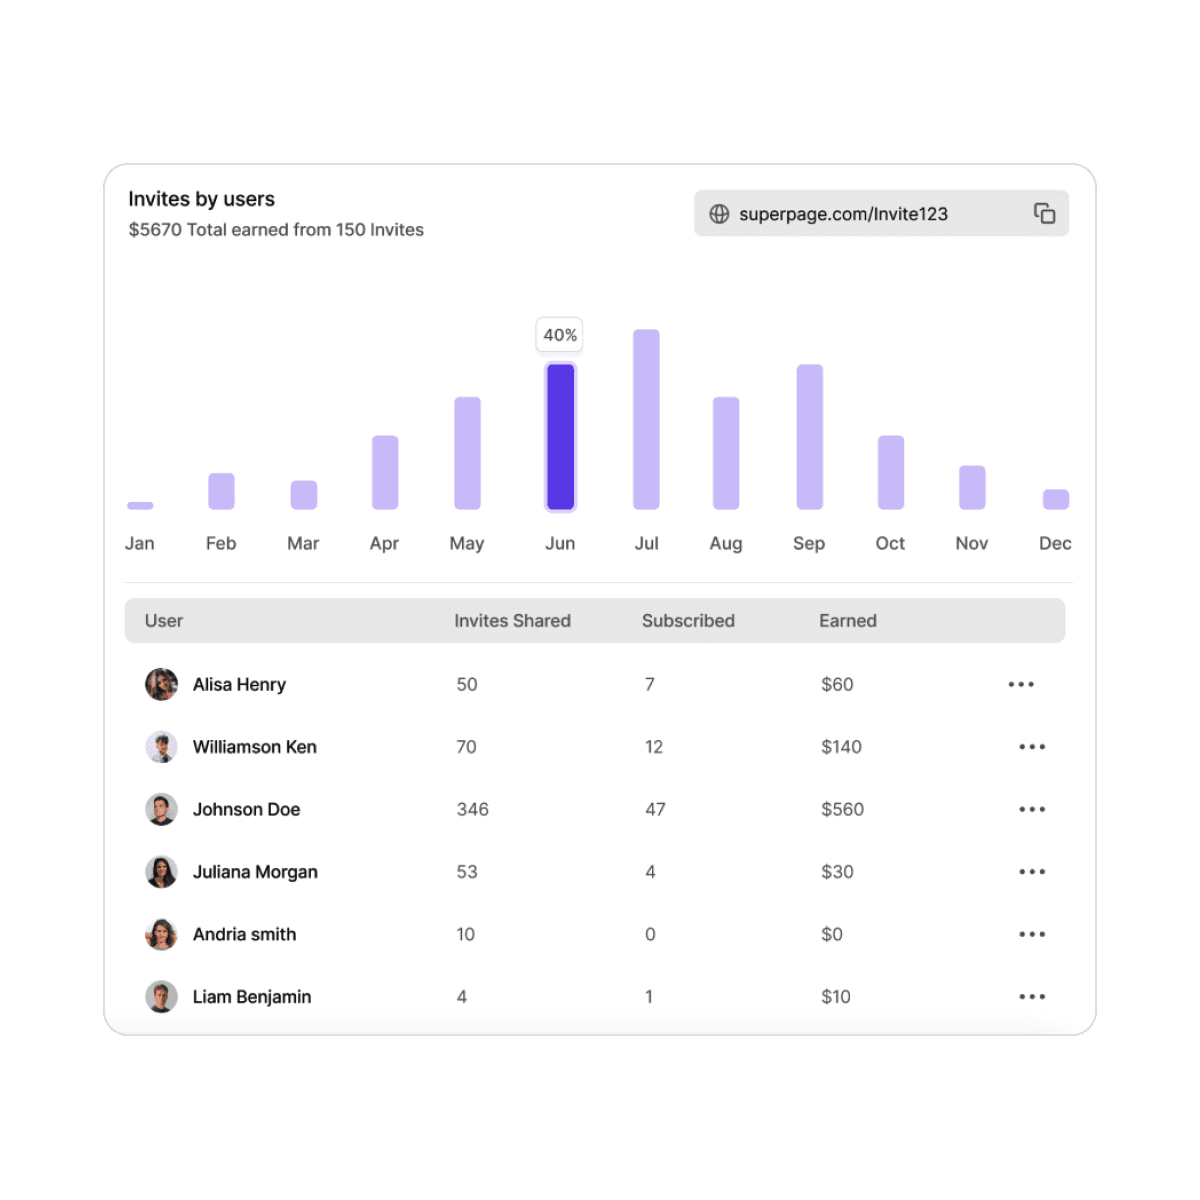 Invites by users
$5670 Total earned from 150 Invites
superpage.com/Invite123
40%
Jan Feb Mar Apr May Jun Jul Aug Sep Oct Nov Dec
User Invites Shared Subscribed Earned
Alisa Henry 50 7 $60
Williamson Ken 70 12 $140
Johnson Doe 346 47 $560
Juliana Morgan 53 4 $30
Andria smith 10 0 $0
Liam Benjamin 4 1 $10